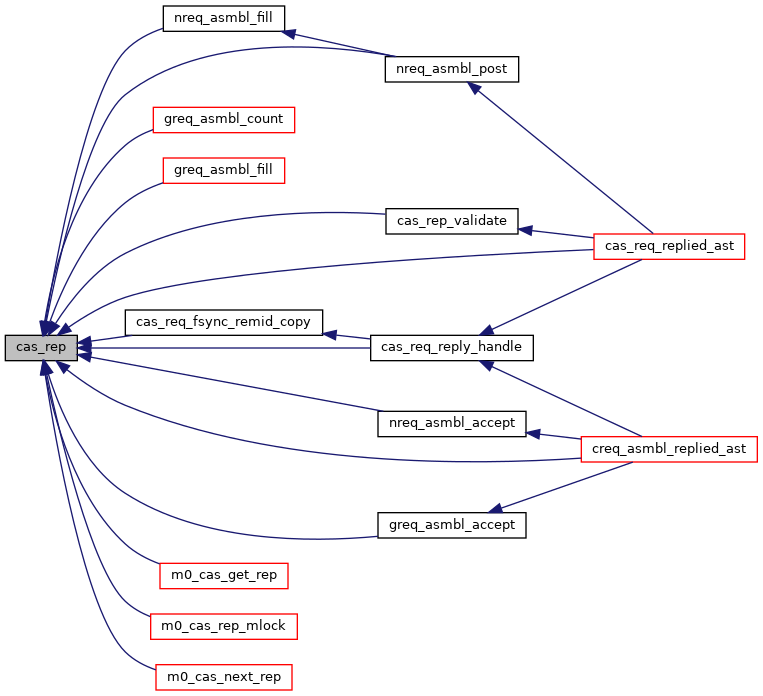 nreq_asmbl_fill
nreq_asmbl_post
greq_asmbl_count
greq_asmbl_fill
cas_rep_validate
cas_req_replied_ast
cas_req_fsync_remid_copy
cas_rep
cas_req_reply_handle
nreq_asmbl_accept
creq_asmbl_replied_ast
greq_asmbl_accept
m0_cas_get_rep
m0_cas_rep_mlock
m0_cas_next_rep